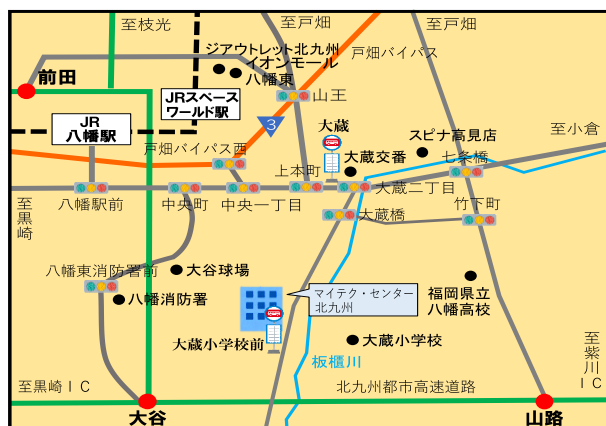 至枝光
至戸畑
至戸畑
ジアウトレット北九州
イオンモール
八幡東
戸畑バイパス
前田
JRスペース
ワールド駅
山王
JR
八幡駅
3
大蔵
スピナ高見店
至小倉
戸畑バイパス西
大蔵交番
七条橋
上本町
至黒崎
八幡駅前
中央町
中央一丁目
大蔵二丁目
大蔵橋
竹下町
八幡東消防署前
大谷球場
八幡消防署
マイテク・センター
北九州
福岡県立
八幡高校
大蔵小学校前
大蔵小学校
板櫃川
至紫川IC
至黒崎IC
北九州都市高速道路
大谷
山路